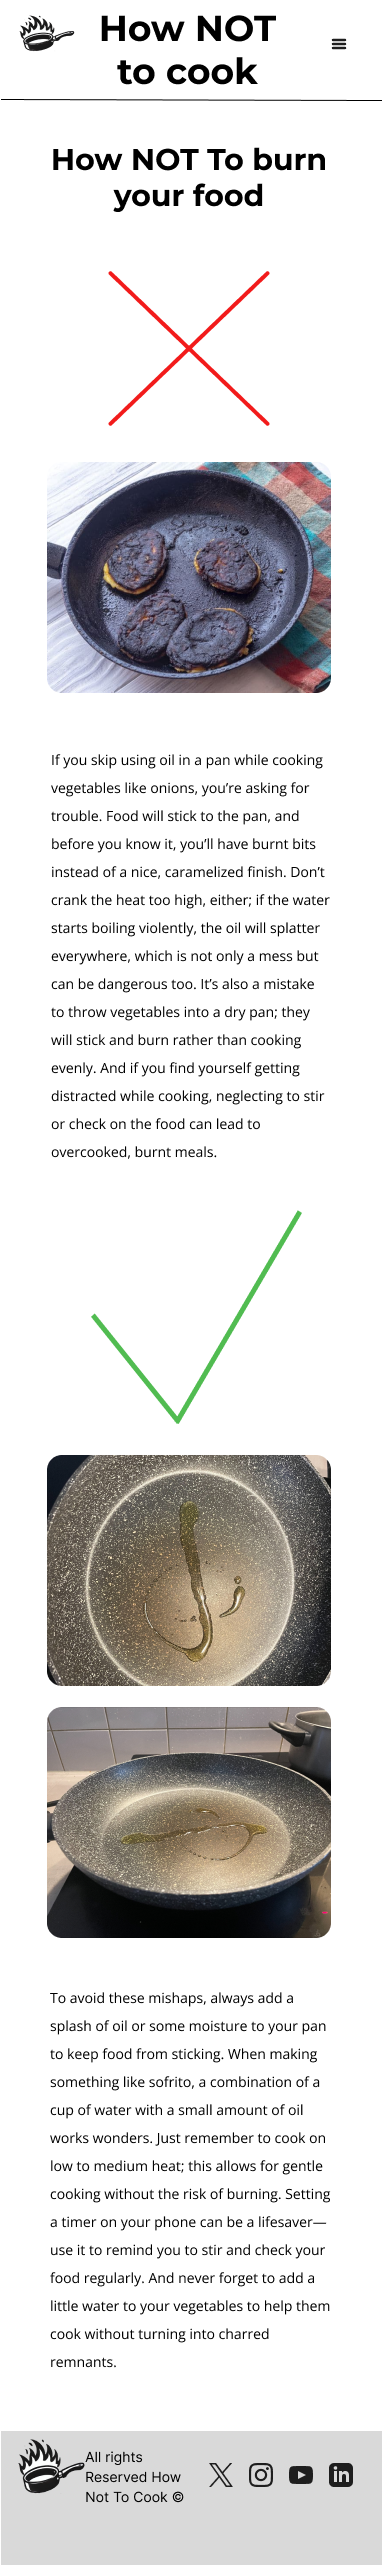 How NOT
to cook
How NOT To burn
your food
If you skip using oil in a pan while cooking
vegetables like onions, you’re asking for
trouble. Food will stick to the pan, and
before you know it, you’ll have burnt bits
instead of a nice, caramelized finish. Don’t
crank the heat too high, either; if the water
starts boiling violently, the oil will splatter
everywhere, which is not only a mess but
can be dangerous too. It’s also a mistake
to throw vegetables into a dry pan; they
will stick and burn rather than cooking
evenly. And if you find yourself getting
distracted while cooking, neglecting to stir
or check on the food can lead to
overcooked, burnt meals.
To avoid these mishaps, always add a
splash of oil or some moisture to your pan
to keep food from sticking. When making
something like sofrito, a combination of a
cup of water with a small amount of oil
works wonders. Just remember to cook on
low to medium heat; this allows for gentle
cooking without the risk of burning. Setting
a timer on your phone can be a lifesaver—
use it to remind you to stir and check your
food regularly. And never forget to add a
little water to your vegetables to help them
cook without turning into charred
remnants.
All rights
Reserved How
Not To Cook ©